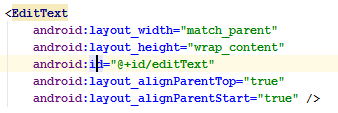 <EditText
android:layout_width="match_parent"
android:layout_height="wrap_content"
android:id="@+id/editText"
android:layout_alignParentTop="true"
android:layout_alignParentStart="true" />